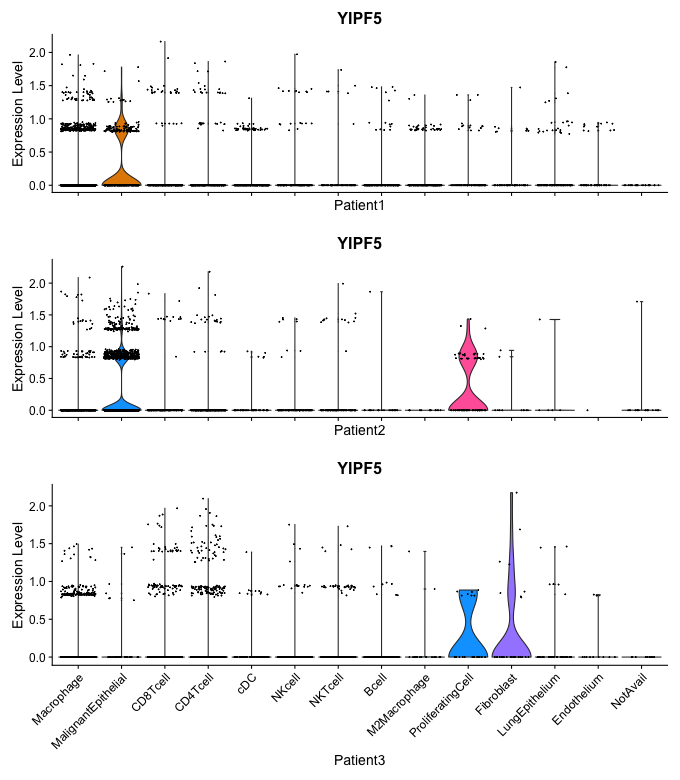 YIPF5
Expression Level
2.0
1.5
1.0
0.5
0.0
Patient1
YIPF5
Expression Level
2.0
1.5
1.0
0.5
0.0
Patient2
YIPF5
Expression Level
2.0
1.5
1.0
0.5
0.0
Macrophage
MalignantEpithelial
CD8Tcell
CD4Tcell
cDC
NKcell
NKTcell
Bcell
M2Macrophage
ProliferatingCell
Fibroblast
LungEpithelium
Endothelium
NotAvail
Patient3